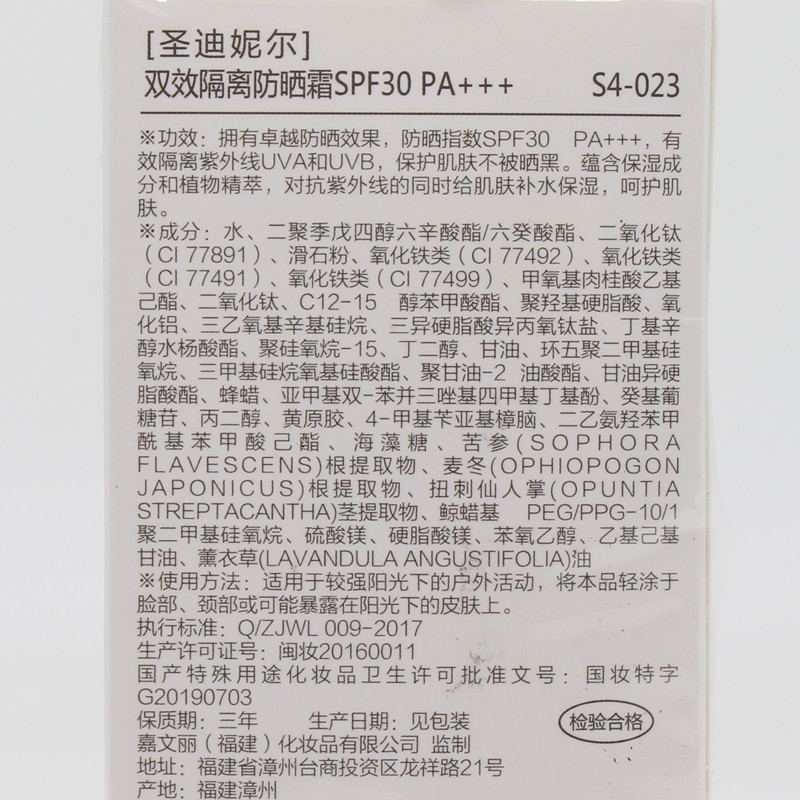 [圣迪妮尔]
双效隔离防晒霜SPF30 PA+++ S4-023
※功效：拥有卓越防晒效果，防晒指数SPF30 PA+++，有
效隔离紫外线UVA和UVB，保护肌肤不被晒黑。蕴含保湿成
分和植物精萃，对抗紫外线的同时给肌肤补水保湿，呵护肌
肤。
※成分：水、二聚季戊四醇六辛酸酯/六癸酸酯、二氧化钛
（CI 77891）、滑石粉、氧化铁类（CI 77492）、氧化铁类
（CI 77491）、氧化铁类（CI 77499）、甲氧基肉桂酸乙基
己酯、二氧化钛、C12-15 醇苯甲酸酯、聚羟基硬脂酸、氧
化铝、三乙氧基辛基硅烷、三异硬脂酸异丙氧钛盐、丁基辛
醇水杨酸酯、聚硅氧烷-15、丁二醇、甘油、环五聚二甲基硅
氧烷、三甲基硅烷氧基硅酸酯、聚甘油-2 油酸酯、甘油异硬
脂酸酯、蜂蜡、亚甲基双-苯并三唑基四甲基丁基酚、癸基葡
糖苷、丙二醇、黄原胶、4-甲基苄亚基樟脑、二乙氨羟苯甲
酰基苯甲酸己酯、海藻糖、苦参(SOPHORA
FLAVESCENS)根提取物、麦冬(OPHIOPOGON
JAPONICUS)根提取物、扭刺仙人掌(OPUNTIA
STREPTACANTHA)茎提取物、鲸蜡基 PEG/PPG-10/1
聚二甲基硅氧烷、硫酸镁、硬脂酸镁、苯氧乙醇、乙基己基
甘油、薰衣草(LAVANDULA ANGUSTIFOLIA)油
※使用方法：适用于较强阳光下的户外活动，将本品轻涂于
脸部、颈部或可能暴露在阳光下的皮肤上。
执行标准：Q/ZJWL 009-2017
生产许可证号：闽妆20160011
国产特殊用途化妆品卫生许可批准文号：国妆特字
G20190703
保质期：三年 生产日期：见包装 检验合格
嘉文丽（福建）化妆品有限公司 监制
地址：福建省漳州台商投资区龙祥路21号
产地：福建漳州